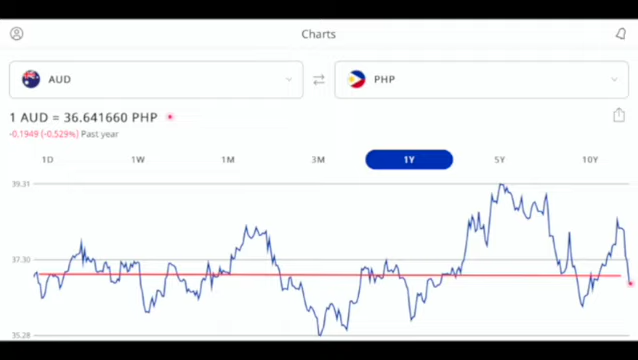 Charts
AUD PHP
1 AUD = 36.641660 PHP
-0.1949 (-0.529%) Past year
1D 1W 1M 3M 1Y 5Y 10Y
39.31
37.30
35.28